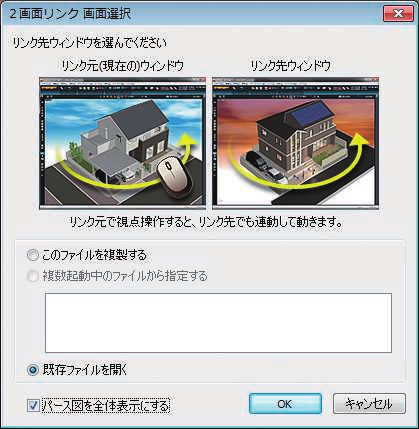 ２画面リンク 画面選択
リンク先ウィンドウを選んでください
リンク元(現在の)ウィンドウ
リンク先ウィンドウ
リンク元で視点操作すると、リンク先でも連動して動きます。
このファイルを複製する
複数起動中のファイルから指定する
既存ファイルを開く
パース図を全体表示にする
OK
キャンセル